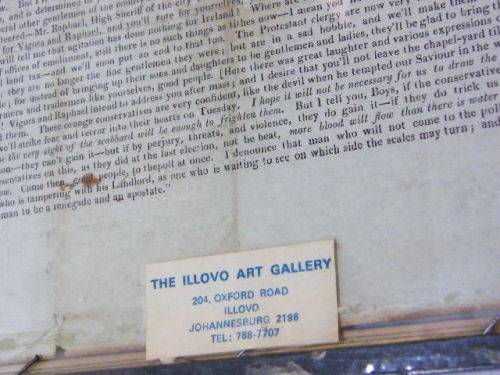 But I
and is determined to
eral other gentlemen of the county
tered—Mr. Raphael, High Sheriff of the city yourselves,
for Vigors and Raphael, and you'll vote
will tell me that agitation has done nothing for Ireland! Where are
f offices of emolument, still there is no such things as tithes now?
land tax—and we'll soon put an end to that The Protestant clergy are now
they are no longer the fine gentlemen they were; but are in a sad hobble, and we'll make them
for instead of bringing up their sons and daughters to be gentlemen and ladies, they'll be glad to bring
mers and tradesmen like yourselves, good people. [Here there was great laughter and various expressions
Vigors and Raphael intend to address you after mass; and I desire that you'll not leave the chapel-yard
them. These orange conservatives are very confident, like the devil when he tempted our Saviour in the
we'll strike fear and terror into their hearts on Tuesday. I hope it will not be necessary for us to draw the
the very sight of the scabbard will be enough to frighten them. But I tell you, Boys, if the conservatives
on—they can't gain it—but if by perjury, threats, and violence, they do gain it—if they do trick us
sentatives on this, as they did at the last election, not be beat, more blood will flow than there is water
ow. Come then, good people, to the poll at once. I denounce that man who will not come to the poll
who is tampering with his Landlord, as one who is waiting to see on which side the scales may turn; and
man to be a renegade and an apostate."
THE ILLOVO ART GALLERY
204, OXFORD ROAD
ILLOVO
JOHANNESBURG 2196
TEL: 788-7707